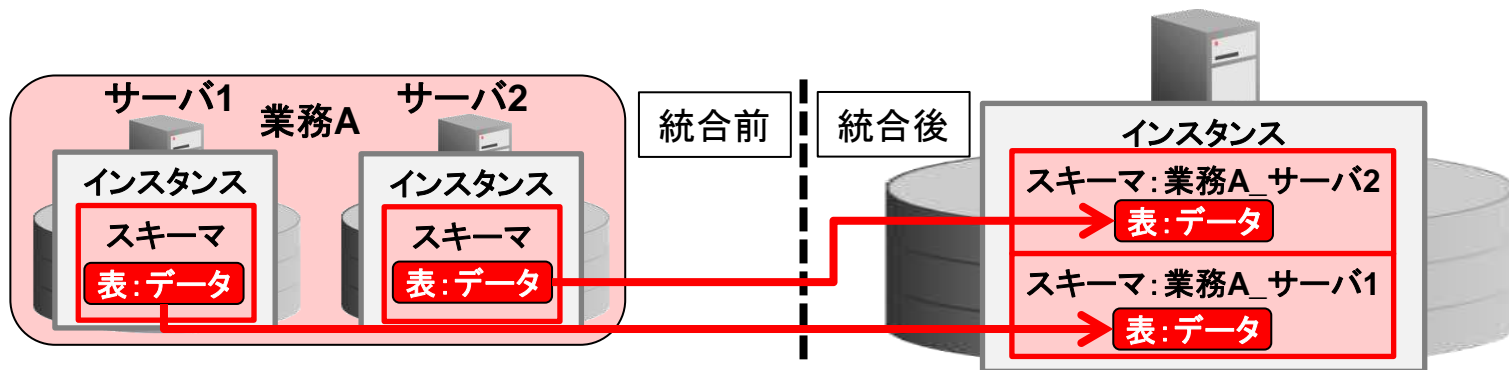 サーバ1
業務A
サーバ2
インスタンス
スキーマ
表:データ
インスタンス
スキーマ
表:データ
統合前
統合後
インスタンス
スキーマ:業務A_サーバ2
表:データ
スキーマ:業務A_サーバ1
表:データ